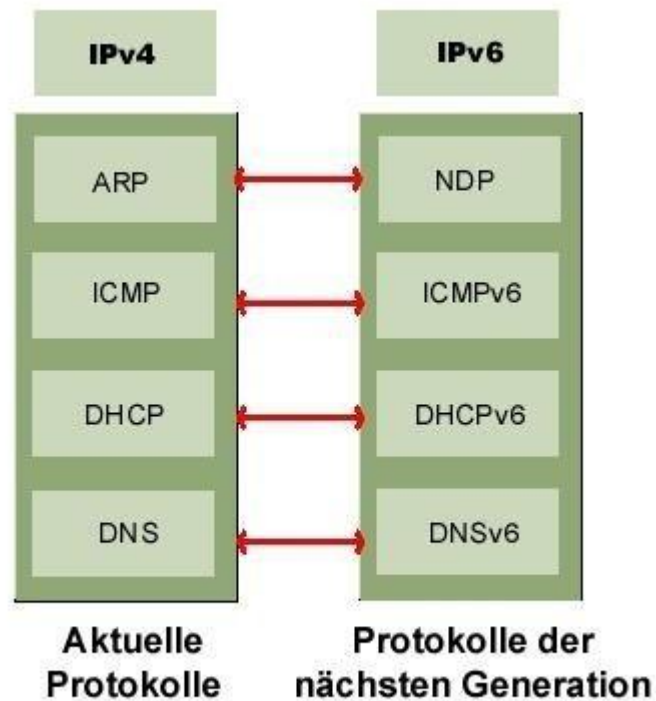 IPv4 IPv6
ARP NDP
ICMP ICMPv6
DHCP DHCPv6
DNS DNSv6
Aktuelle
Protokolle
Protokolle der
nächsten Generation